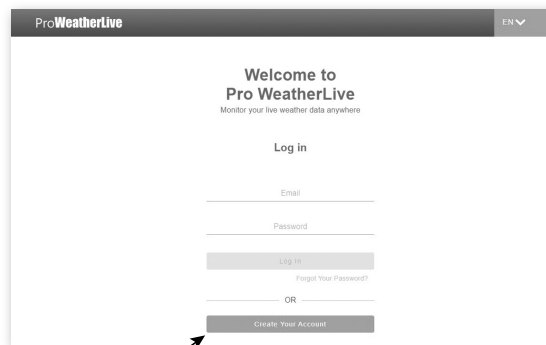 ProWeatherLive
EN
Welcome to
Pro WeatherLive
Monitor your live weather data anywhere
Log in
Email
Password
Log in
Forgot Your Password?
OR
Create Your Account